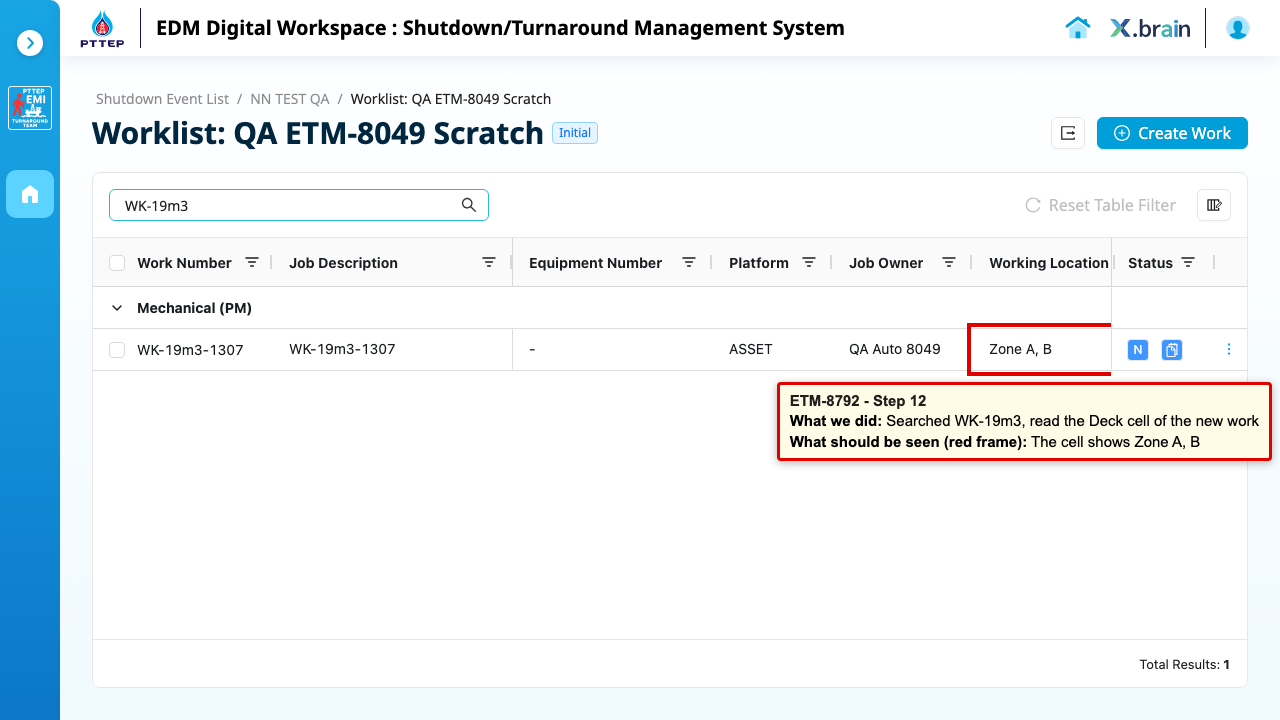 PTTEP
EDM Digital Workspace : Shutdown/Turnaround Management System
X.brain
PTTEP
EMI
TURNAROUND
TEAM
Shutdown Event List / NN TEST QA / Worklist: QA ETM-8049 Scratch
Worklist: QA ETM-8049 Scratch Initial
Create Work
WK-19m3
Reset Table Filter
Work Number Job Description Equipment Number Platform Job Owner Working Location Status
Mechanical (PM)
WK-19m3-1307 WK-19m3-1307 - ASSET QA Auto 8049 Zone A, B N
ETM-8792 - Step 12
What we did: Searched WK-19m3, read the Deck cell of the new work
What should be seen (red frame): The cell shows Zone A, B
Total Results: 1